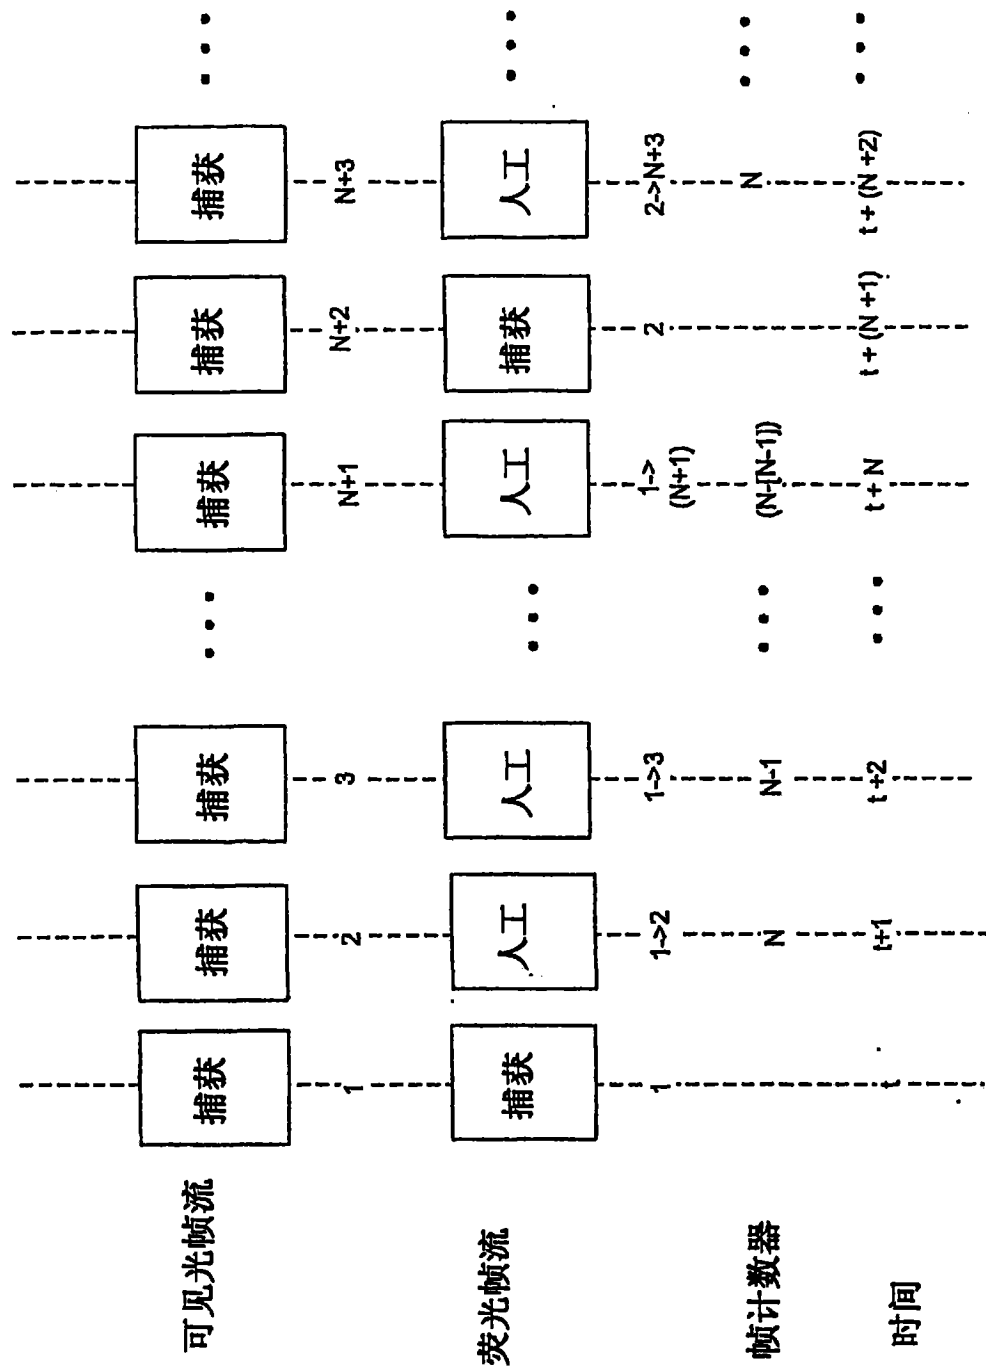 可见光帧流
捕获
捕获
捕获
捕获
捕获
捕获
1
2
3
N+1
N+2
N+3
荧光帧流
捕获
人工
人工
人工
捕获
人工
1
1->2
1->3
1->
(N+1)
2
2->N+3
帧计数器
N
N-1
(N-[N-1])
N
时间
t
t+1
t+2
t + N
t + (N +1)
t + (N +2)